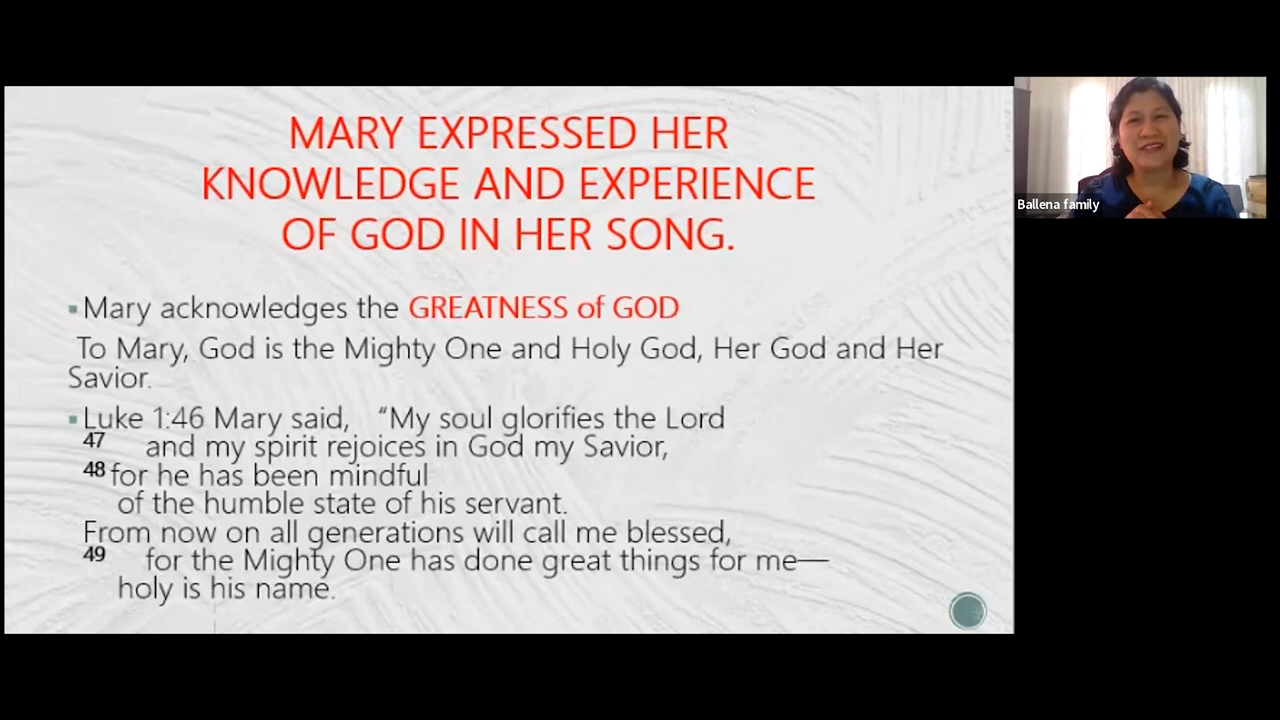 MARY EXPRESSED HER
KNOWLEDGE AND EXPERIENCE
OF GOD IN HER SONG.
Mary acknowledges the GREATNESS of GOD
To Mary, God is the Mighty One and Holy God, Her God and Her
Savior.
Luke 1:46 Mary said, “My soul glorifies the Lord
47 and my spirit rejoices in God my Savior,
48 for he has been mindful
of the humble state of his servant.
From now on all generations will call me blessed,
49 for the Mighty One has done great things for me—
holy is his name.
Ballena family